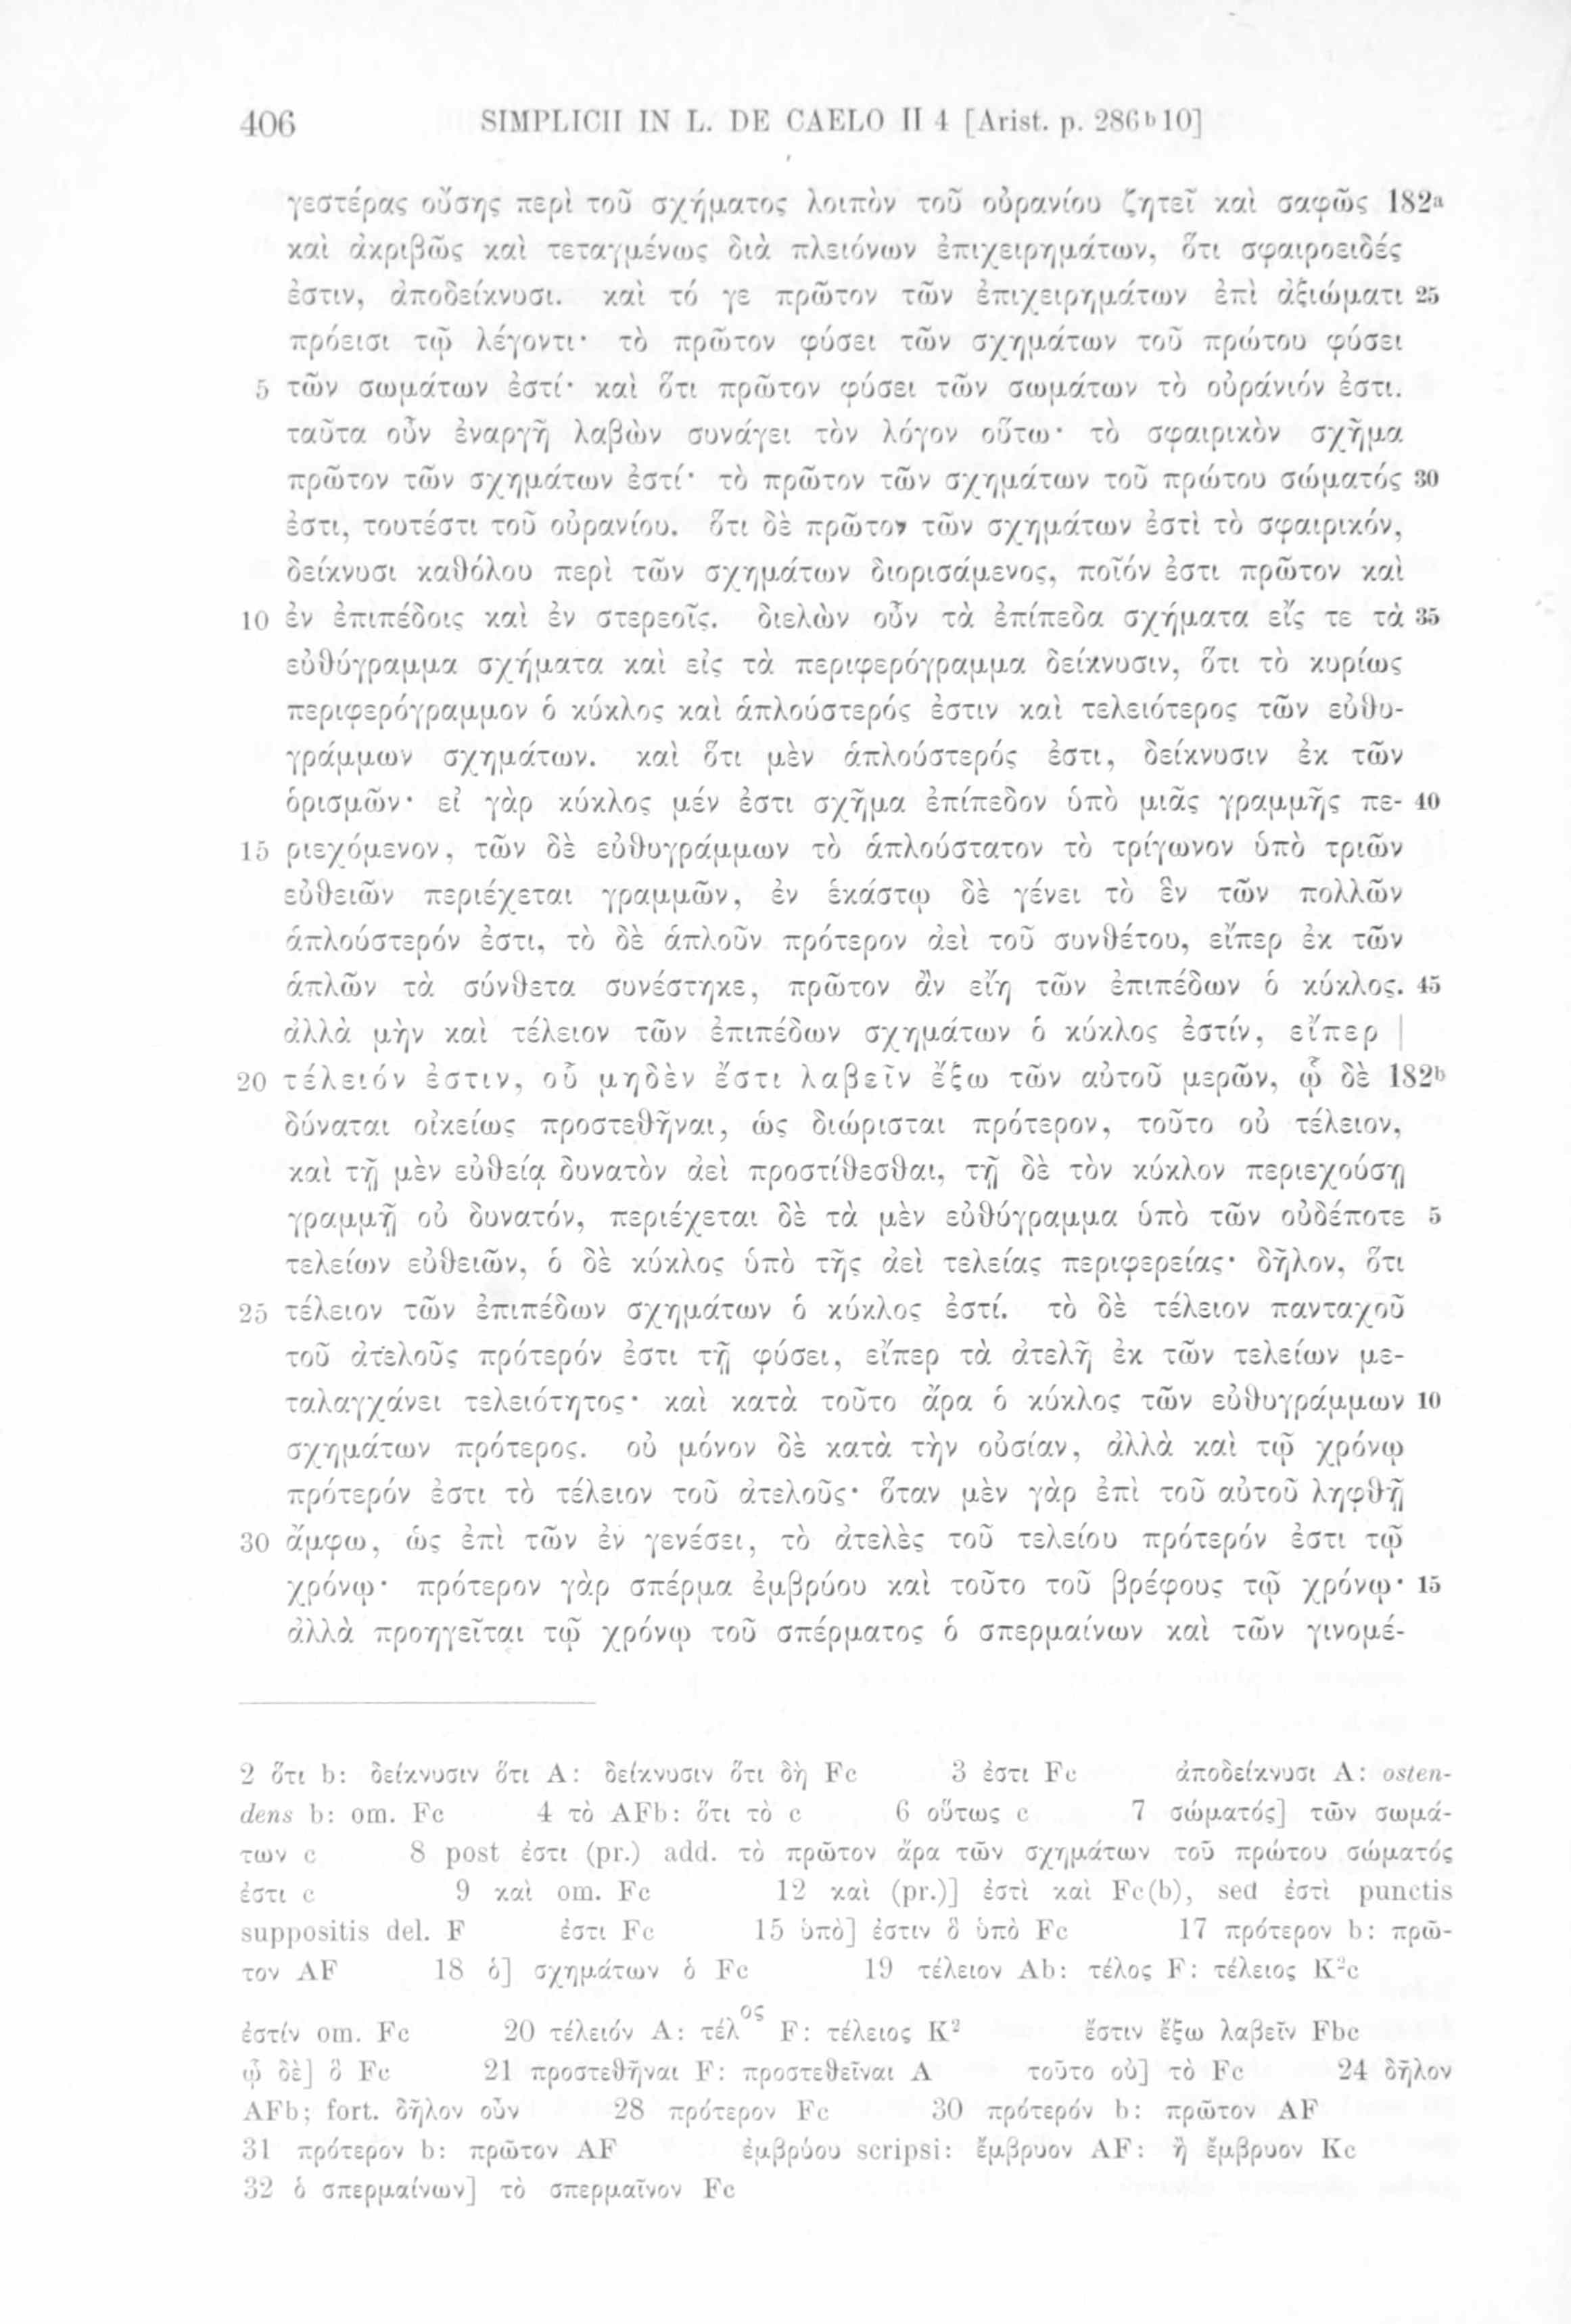 406 SIMPLICII IN L. DE CAELO II 4 [Arist. p. 286ᵇ10]
γεστέρας οὔσης περὶ τοῦ σχήματος λοιπὸν τοῦ οὐρανίου ζητεῖ καὶ σαφῶς 182ᵃ
καὶ ἀκριβῶς καὶ τεταγμένως διὰ πλειόνων ἐπιχειρημάτων, ὅτι σφαιροειδές
ἐστιν, ἀποδείκνυσι. καὶ τό γε πρῶτον τῶν ἐπιχειρημάτων ἐπὶ ἀξιώματι 25
πρόεισι τῷ λέγοντι· τὸ πρῶτον φύσει τῶν σχημάτων τοῦ πρώτου φύσει
5 τῶν σωμάτων ἐστί· καὶ ὅτι πρῶτον φύσει τῶν σωμάτων τὸ οὐράνιόν ἐστι.
ταῦτα οὖν ἐναργῆ λαβὼν συνάγει τὸν λόγον οὕτω· τὸ σφαιρικὸν σχῆμα
πρῶτον τῶν σχημάτων ἐστί· τὸ πρῶτον τῶν σχημάτων τοῦ πρώτου σώματός 30
ἐστι, τουτέστι τοῦ οὐρανίου. ὅτι δὲ πρῶτον τῶν σχημάτων ἐστὶ τὸ σφαιρικόν,
δείκνυσι καθόλου περὶ τῶν σχημάτων διορισάμενος, ποῖόν ἐστι πρῶτον καὶ
10 ἐν ἐπιπέδοις καὶ ἐν στερεοῖς. διελὼν οὖν τὰ ἐπίπεδα σχήματα εἴς τε τὰ 35
εὐθύγραμμα σχήματα καὶ εἰς τὰ περιφερόγραμμα δείκνυσιν, ὅτι τὸ κυρίως
περιφερόγραμμον ὁ κύκλος καὶ ἁπλούστερός ἐστιν καὶ τελειότερος τῶν εὐθυ-
γράμμων σχημάτων. καὶ ὅτι μὲν ἁπλούστερός ἐστι, δείκνυσιν ἐκ τῶν
ὁρισμῶν· εἰ γὰρ κύκλος μέν ἐστι σχῆμα ἐπίπεδον ὑπὸ μιᾶς γραμμῆς πε- 40
15 ριεχόμενον, τῶν δὲ εὐθυγράμμων τὸ ἁπλούστατον τὸ τρίγωνον ὑπὸ τριῶν
εὐθειῶν περιέχεται γραμμῶν, ἐν ἑκάστῳ δὲ γένει τὸ ἓν τῶν πολλῶν
ἁπλούστερόν ἐστι, τὸ δὲ ἁπλοῦν πρότερον ἀεὶ τοῦ συνθέτου, εἴπερ ἐκ τῶν
ἁπλῶν τὰ σύνθετα συνέστηκε, πρῶτον ἂν εἴη τῶν ἐπιπέδων ὁ κύκλος. 45
ἀλλὰ μὴν καὶ τέλειον τῶν ἐπιπέδων σχημάτων ὁ κύκλος ἐστίν, εἴπερ |
20 τέλειόν ἐστιν, οὗ μηδὲν ἔστι λαβεῖν ἔξω τῶν αὐτοῦ μερῶν, ᾧ δὲ 182ᵇ
δύναται οἰκείως προστεθῆναι, ὡς διώρισται πρότερον, τοῦτο οὐ τέλειον,
καὶ τῇ μὲν εὐθείᾳ δυνατὸν ἀεὶ προστίθεσθαι, τῇ δὲ τὸν κύκλον περιεχούσῃ
γραμμῇ οὐ δυνατόν, περιέχεται δὲ τὰ μὲν εὐθύγραμμα ὑπὸ τῶν οὐδέποτε 5
τελείων εὐθειῶν, ὁ δὲ κύκλος ὑπὸ τῆς ἀεὶ τελείας περιφερείας· δῆλον, ὅτι
25 τέλειον τῶν ἐπιπέδων σχημάτων ὁ κύκλος ἐστί. τὸ δὲ τέλειον πανταχοῦ
τοῦ ἀτελοῦς πρότερόν ἐστι τῇ φύσει, εἴπερ τὰ ἀτελῆ ἐκ τῶν τελείων με-
ταλαγχάνει τελειότητος· καὶ κατὰ τοῦτο ἄρα ὁ κύκλος τῶν εὐθυγράμμων 10
σχημάτων πρότερος. οὐ μόνον δὲ κατὰ τὴν οὐσίαν, ἀλλὰ καὶ τῷ χρόνῳ
πρότερόν ἐστι τὸ τέλειον τοῦ ἀτελοῦς· ὅταν μὲν γὰρ ἐπὶ τοῦ αὐτοῦ ληφθῇ
30 ἄμφω, ὡς ἐπὶ τῶν ἐν γενέσει, τὸ ἀτελὲς τοῦ τελείου πρότερόν ἐστι τῷ
χρόνῳ· πρότερον γὰρ σπέρμα ἐμβρύου καὶ τοῦτο τοῦ βρέφους τῷ χρόνῳ· 15
ἀλλὰ προηγεῖται τῷ χρόνῳ τοῦ σπέρματος ὁ σπερμαίνων καὶ τῶν γινομέ-
2 ὅτι b: δείκνυσιν ὅτι A: δείκνυσιν ὅτι δὴ Fc 3 ἐστι Fc ἀποδείκνυσι A: osten-
dens b: om. Fc 4 τὸ AFb: ὅτι τὸ c 6 οὕτως c 7 σώματός] τῶν σωμά-
των c 8 post ἐστι (pr.) add. τὸ πρῶτον ἄρα τῶν σχημάτων τοῦ πρώτου σώματός
ἐστι c 9 καὶ om. Fc 12 καὶ (pr.)] ἐστὶ καὶ Fc(b), sed ἐστὶ punctis
suppositis del. F ἐστι Fc 15 ὑπὸ] ἐστιν ὃ ὑπὸ Fc 17 πρότερον b: πρῶ-
τον AF 18 ὁ] σχημάτων ὁ Fc 19 τέλειον Ab: τέλος F: τέλειος K²c
ἐστίν om. Fc 20 τέλειόν A: τέλ^ος F: τέλειος K² ἔστιν ἔξω λαβεῖν Fbc
ᾧ δὲ] ὃ Fc 21 προστεθῆναι F: προστεθεῖναι A τοῦτο οὐ] τὸ Fc 24 δῆλον
AFb; fort. δῆλον οὖν 28 πρότερον Fc 30 πρότερόν b: πρῶτον AF
31 πρότερον b: πρῶτον AF ἐμβρύου scripsi: ἔμβρυον AF: ἢ ἔμβρυον Kc
32 ὁ σπερμαίνων] τὸ σπερμαῖνον Fc